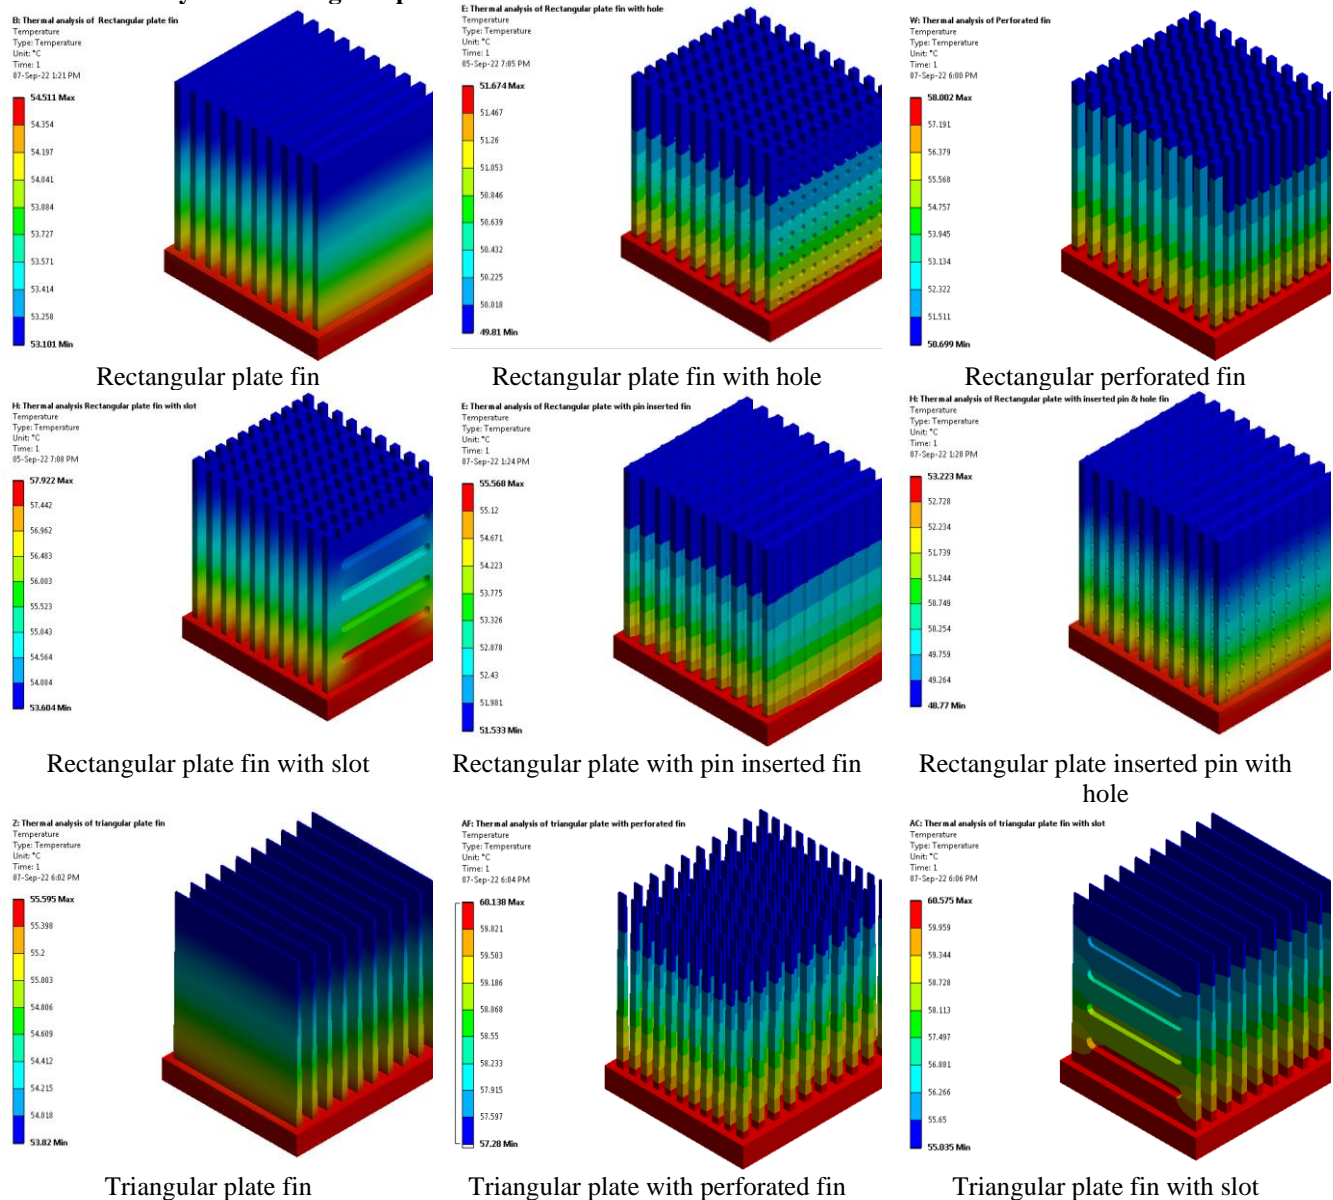 B: Thermal analysis of Rectangular plate fin
Temperature
Type: Temperature
Unit: °C
Time: 1
07-Sep-22 1:21 PM
54.511 Max
54.354
54.197
54.041
53.884
53.727
53.571
53.414
53.258
53.101 Min
Rectangular plate fin
E: Thermal analysis of Rectangular plate fin with hole
Temperature
Type: Temperature
Unit: °C
Time: 1
05-Sep-22 7:05 PM
51.674 Max
51.467
51.26
51.053
50.846
50.639
50.432
50.225
50.018
49.81 Min
Rectangular plate fin with hole
W: Thermal analysis of Perforated fin
Temperature
Type: Temperature
Unit: °C
Time: 1
07-Sep-22 6:00 PM
58.002 Max
57.191
56.379
55.568
54.757
53.945
53.134
52.322
51.511
50.699 Min
Rectangular perforated fin
H: Thermal analysis Rectangular plate fin with slot
Temperature
Type: Temperature
Unit: °C
Time: 1
05-Sep-22 7:08 PM
57.922 Max
57.442
56.962
56.483
56.003
55.523
55.043
54.564
54.084
53.604 Min
Rectangular plate fin with slot
E: Thermal analysis of Rectangular plate with pin inserted fin
Temperature
Type: Temperature
Unit: °C
Time: 1
07-Sep-22 1:24 PM
55.568 Max
55.12
54.671
54.223
53.775
53.326
52.878
52.43
51.981
51.533 Min
Rectangular plate with pin inserted fin
H: Thermal analysis of Rectangular plate with inserted pin & hole fin
Temperature
Type: Temperature
Unit: °C
Time: 1
07-Sep-22 1:28 PM
53.223 Max
52.728
52.234
51.739
51.244
50.749
50.254
49.759
49.264
48.77 Min
Rectangular plate inserted pin with
hole
Z: Thermal analysis of triangular plate fin
Temperature
Type: Temperature
Unit: °C
Time: 1
07-Sep-22 6:02 PM
55.595 Max
55.398
55.2
55.003
54.806
54.609
54.412
54.215
54.018
53.82 Min
Triangular plate fin
AF: Thermal analysis of triangular plate with perforated fin
Temperature
Type: Temperature
Unit: °C
Time: 1
07-Sep-22 6:04 PM
60.138 Max
59.821
59.503
59.186
58.868
58.55
58.233
57.915
57.597
57.28 Min
Triangular plate with perforated fin
AC: Thermal analysis of triangular plate fin with slot
Temperature
Type: Temperature
Unit: °C
Time: 1
07-Sep-22 6:06 PM
60.575 Max
59.959
59.344
58.728
58.113
57.497
56.881
56.266
55.65
55.035 Min
Triangular plate fin with slot